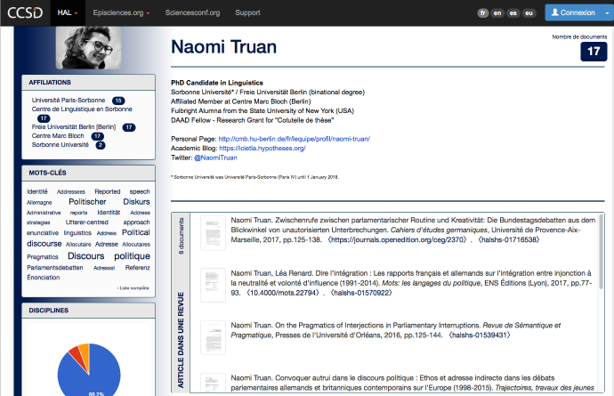 CCSD
HAL
Episciences.org
Sciencesconf.org
Support
fr en es eu
Connexion
Naomi Truan
Nombre de documents
17
PhD Candidate in Linguistics
Sorbonne Université* / Freie Universität Berlin (binational degree)
Affiliated Member at Centre Marc Bloch (Berlin)
Fulbright Alumna from the State University of New York (USA)
DAAD Fellow - Research Grant for "Cotutelle de thèse"
Personal Page: http://cmb.hu-berlin.de/fr/equipe/profil/naomi-truan/
Academic Blog: https://icietla.hypotheses.org/
Twitter: @NaomiTruan
* Sorbonne Université was Université Paris-Sorbonne (Paris IV) until 1 January 2018.
AFFILIATIONS
Université Paris-Sorbonne 15
Centre de Linguistique en Sorbonne
17
Freie Universität Berlin [Berlin] 17
Centre Marc Bloch 17
Sorbonne Université 2
MOTS-CLÉS
Identité Addresses Reported speech
Allemagne Politischer Diskurs
Administrative reports Identität Address
strategies Utterer-centred approach
enunciative linguistics Address Political
discourse Allocutaire Adresse Allocutaires
Pragmatics Discours politique
Parlamentsdebatten Adressat Referenz
Énonciation
Liste complète
DISCIPLINES
88.2%
8 documents
ARTICLE DANS UNE REVUE
Naomi Truan. Zwischenrufe zwischen parlamentarischer Routine und Kreativität: Die Bundestagsdebatten aus dem
Blickwinkel von unautorisierten Unterbrechungen. Cahiers d'études germaniques, Université de Provence-Aix-
Marseille, 2017, pp.125-138. 〈https://journals.openedition.org/ceg/2370〉. 〈halshs-01716538〉
Naomi Truan, Léa Renard. Dire l'intégration : Les rapports français et allemands sur l'intégration entre injonction à
la neutralité et volonté d'influence (1991-2014). Mots: les langages du politique, ENS Éditions (Lyon), 2017, pp.77-
93. 〈10.4000/mots.22794〉. 〈halshs-01570922〉
Naomi Truan. On the Pragmatics of Interjections in Parliamentary Interruptions. Revue de Sémantique et
Pragmatique, Presses de l'Université d'Orléans, 2016, pp.125-144. 〈halshs-01539431〉
Naomi Truan. Convoquer autrui dans le discours politique : Ethos et adresse indirecte dans les débats
parlementaires allemands et britanniques contemporains sur l'Europe (1998-2015). Trajectoires, travaux des jeunes